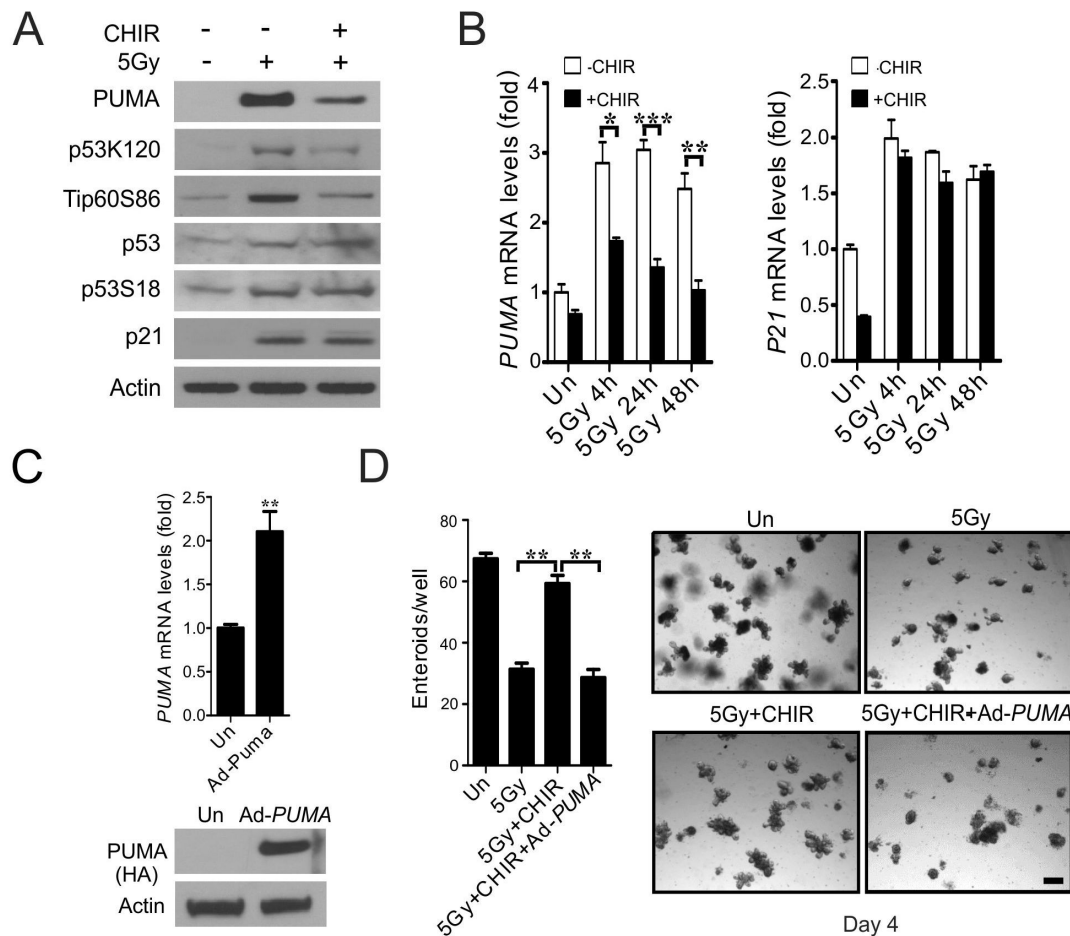 A
CHIR - - +
5Gy - + +
PUMA
p53K120
Tip60S86
p53
p53S18
p21
Actin
B
-CHIR
+CHIR
* *** **
PUMA mRNA levels (fold)
4
3
2
1
0
Un
5Gy 4h
5Gy 24h
5Gy 48h
-CHIR
+CHIR
P21 mRNA levels (fold)
2.5
2.0
1.5
1.0
0.5
0.0
Un
5Gy 4h
5Gy 24h
5Gy 48h
C
PUMA mRNA levels (fold)
2.5
2.0
1.5
1.0
0.5
0.0
**
Un
Ad-Puma
Un Ad-PUMA
PUMA
(HA)
Actin
D
Enteroids/well
80
60
40
20
0
** **
Un
5Gy
5Gy+CHIR
5Gy+CHIR+Ad-PUMA
Un
5Gy
5Gy+CHIR
5Gy+CHIR+Ad-PUMA
Day 4